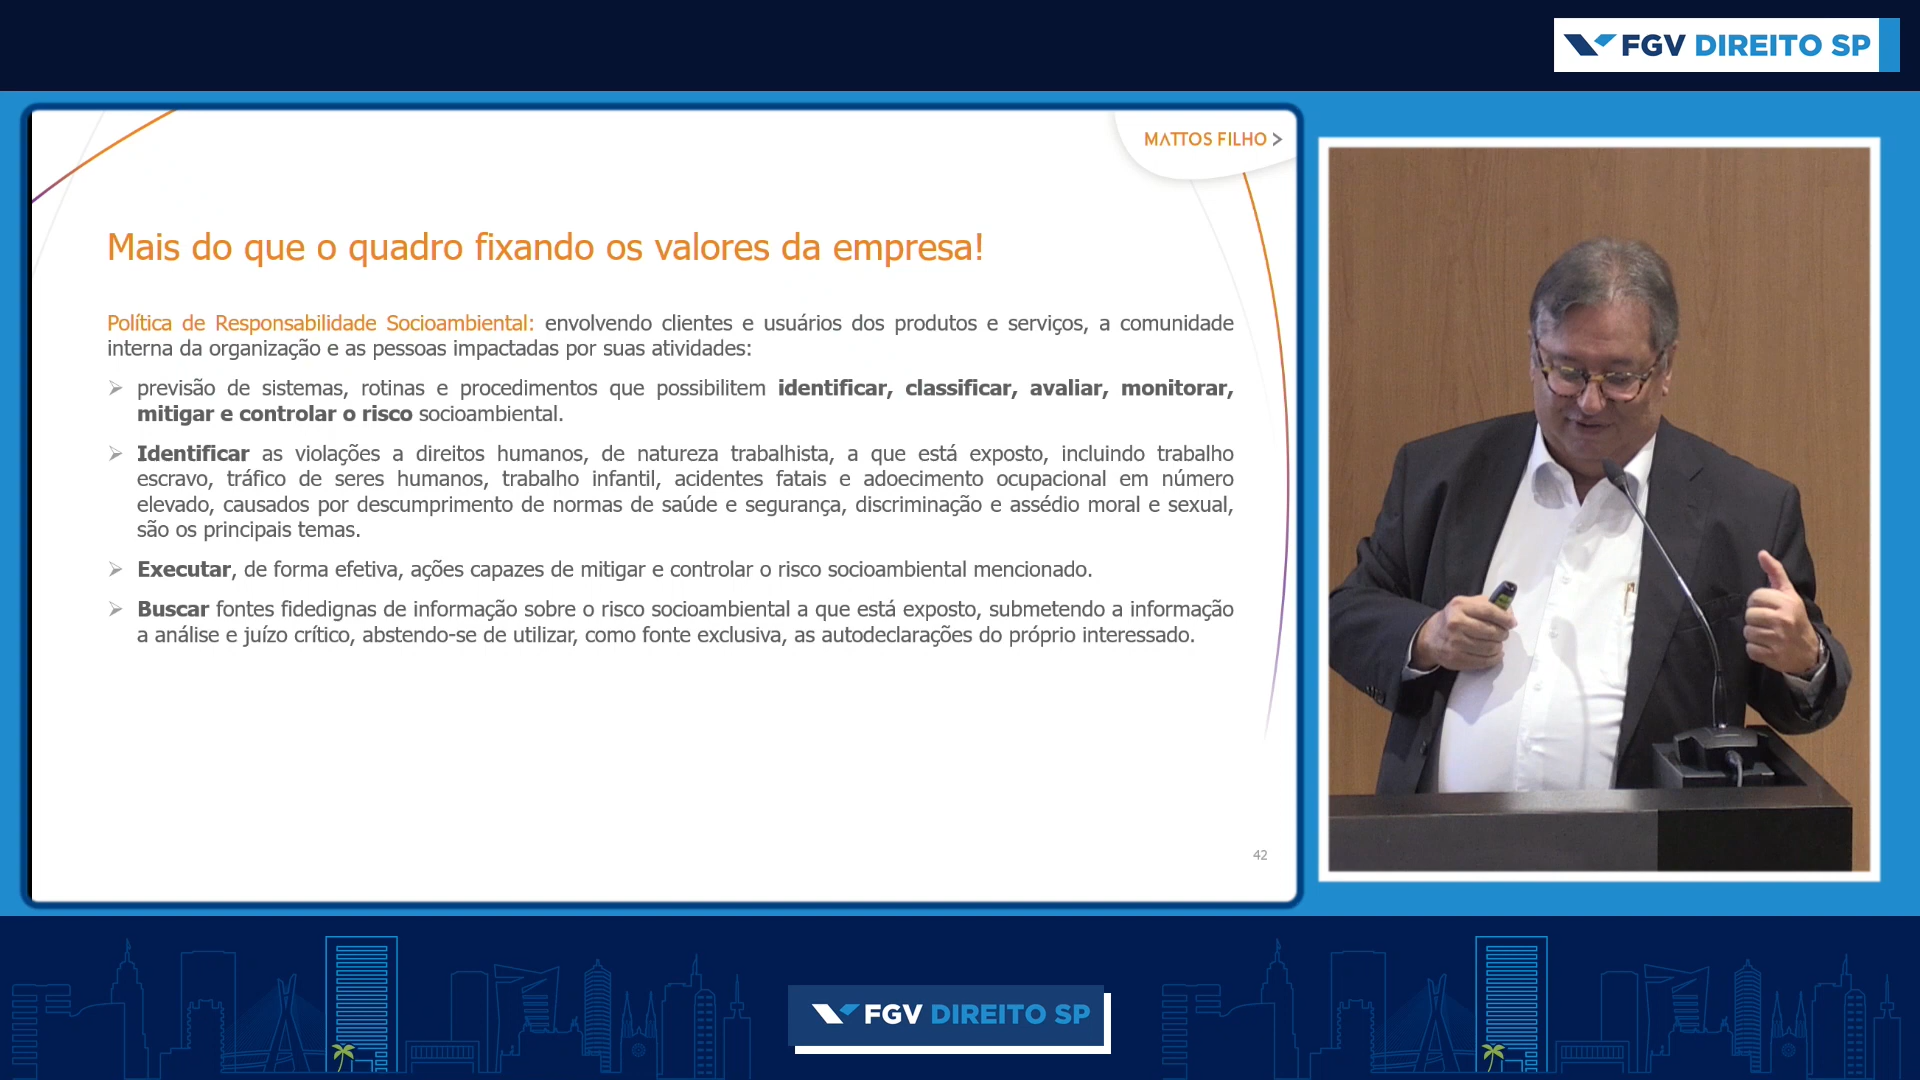 FGV DIREITO SP
MATTOS FILHO >
Mais do que o quadro fixando os valores da empresa!
Política de Responsabilidade Socioambiental: envolvendo clientes e usuários dos produtos e serviços, a comunidade
interna da organização e as pessoas impactadas por suas atividades:
previsão de sistemas, rotinas e procedimentos que possibilitem identificar, classificar, avaliar, monitorar,
mitigar e controlar o risco socioambiental.
Identificar as violações a direitos humanos, de natureza trabalhista, a que está exposto, incluindo trabalho
escravo, tráfico de seres humanos, trabalho infantil, acidentes fatais e adoecimento ocupacional em número
elevado, causados por descumprimento de normas de saúde e segurança, discriminação e assédio moral e sexual,
são os principais temas.
Executar, de forma efetiva, ações capazes de mitigar e controlar o risco socioambiental mencionado.
Buscar fontes fidedignas de informação sobre o risco socioambiental a que está exposto, submetendo a informação
a análise e juízo crítico, abstendo-se de utilizar, como fonte exclusiva, as autodeclarações do próprio interessado.
42
FGV DIREITO SP